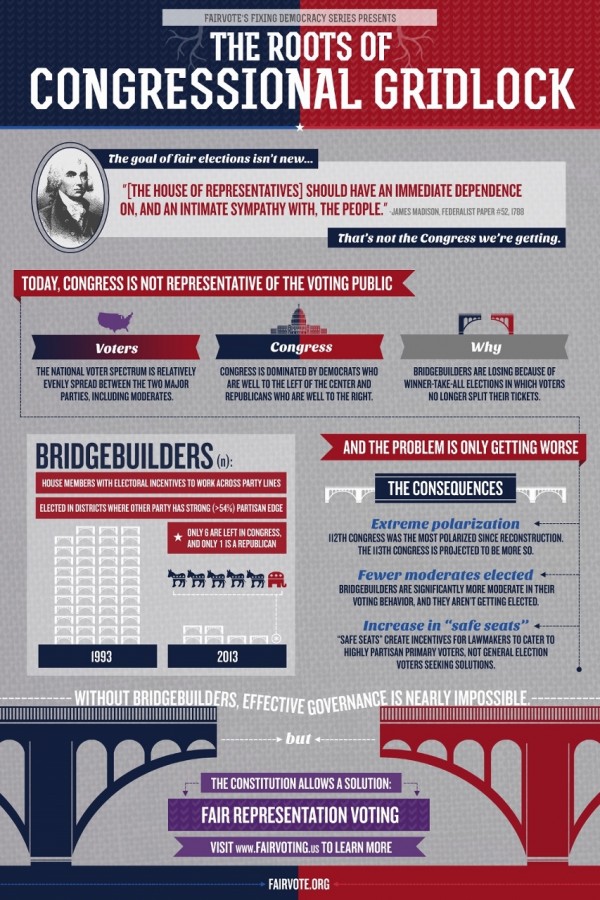 FAIRVOTE'S FIXING DEMOCRACY SERIES PRESENTS
THE ROOTS OF
CONGRESSIONAL GRIDLOCK
The goal of fair elections isn't new...
"[THE HOUSE OF REPRESENTATIVES] SHOULD HAVE AN IMMEDIATE DEPENDENCE
ON, AND AN INTIMATE SYMPATHY WITH, THE PEOPLE." JAMES MADISON, FEDERALIST PAPER #52, 1788
That's not the Congress we're getting.
TODAY, CONGRESS IS NOT REPRESENTATIVE OF THE VOTING PUBLIC
Voters
THE NATIONAL VOTER SPECTRUM IS RELATIVELY
EVENLY SPREAD BETWEEN THE TWO MAJOR
PARTIES, INCLUDING MODERATES.
Congress
CONGRESS IS DOMINATED BY DEMOCRATS WHO
ARE WELL TO THE LEFT OF THE CENTER AND
REPUBLICANS WHO ARE WELL TO THE RIGHT.
Why
BRIDGEBUILDERS ARE LOSING BECAUSE OF
WINNER-TAKE-ALL ELECTIONS IN WHICH VOTERS
NO LONGER SPLIT THEIR TICKETS.
BRIDGEBUILDERS (n):
HOUSE MEMBERS WITH ELECTORAL INCENTIVES TO WORK ACROSS PARTY LINES
ELECTED IN DISTRICTS WHERE OTHER PARTY HAS STRONG (>54%) PARTISAN EDGE
ONLY 6 ARE LEFT IN CONGRESS,
AND ONLY 1 IS A REPUBLICAN
1993
2013
AND THE PROBLEM IS ONLY GETTING WORSE
THE CONSEQUENCES
Extreme polarization
112TH CONGRESS WAS THE MOST POLARIZED SINCE RECONSTRUCTION.
THE 113TH CONGRESS IS PROJECTED TO BE MORE SO.
Fewer moderates elected
BRIDGEBUILDERS ARE SIGNIFICANTLY MORE MODERATE IN THEIR
VOTING BEHAVIOR, AND THEY AREN'T GETTING ELECTED.
Increase in "safe seats"
"SAFE SEATS" CREATE INCENTIVES FOR LAWMAKERS TO CATER TO
HIGHLY PARTISAN PRIMARY VOTERS, NOT GENERAL ELECTION
VOTERS SEEKING SOLUTIONS.
WITHOUT BRIDGEBUILDERS, EFFECTIVE GOVERNANCE IS NEARLY IMPOSSIBLE.
but
THE CONSTITUTION ALLOWS A SOLUTION:
FAIR REPRESENTATION VOTING
VISIT www.FAIRVOTING.US TO LEARN MORE
FAIRVOTE.ORG